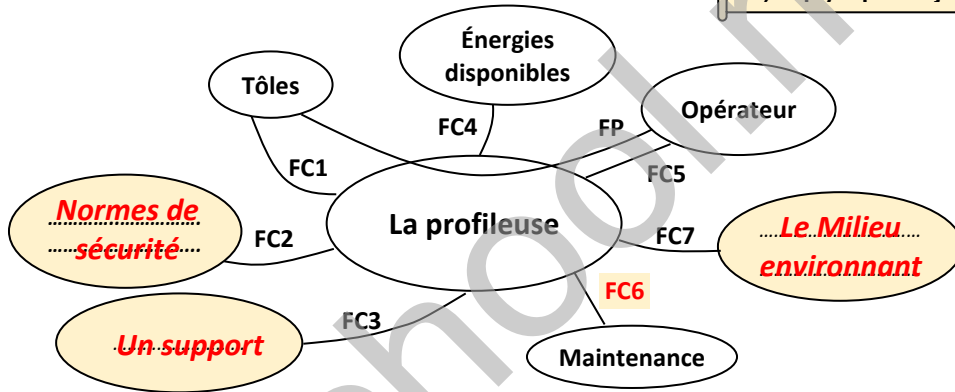 Énergies
disponibles
Tôles
Opérateur
FC4
FP
FC1
FC5
Normes de
sécurité
La profileuse
FC2
FC7
Le Milieu
environnant
FC6
FC3
Un support
Maintenance